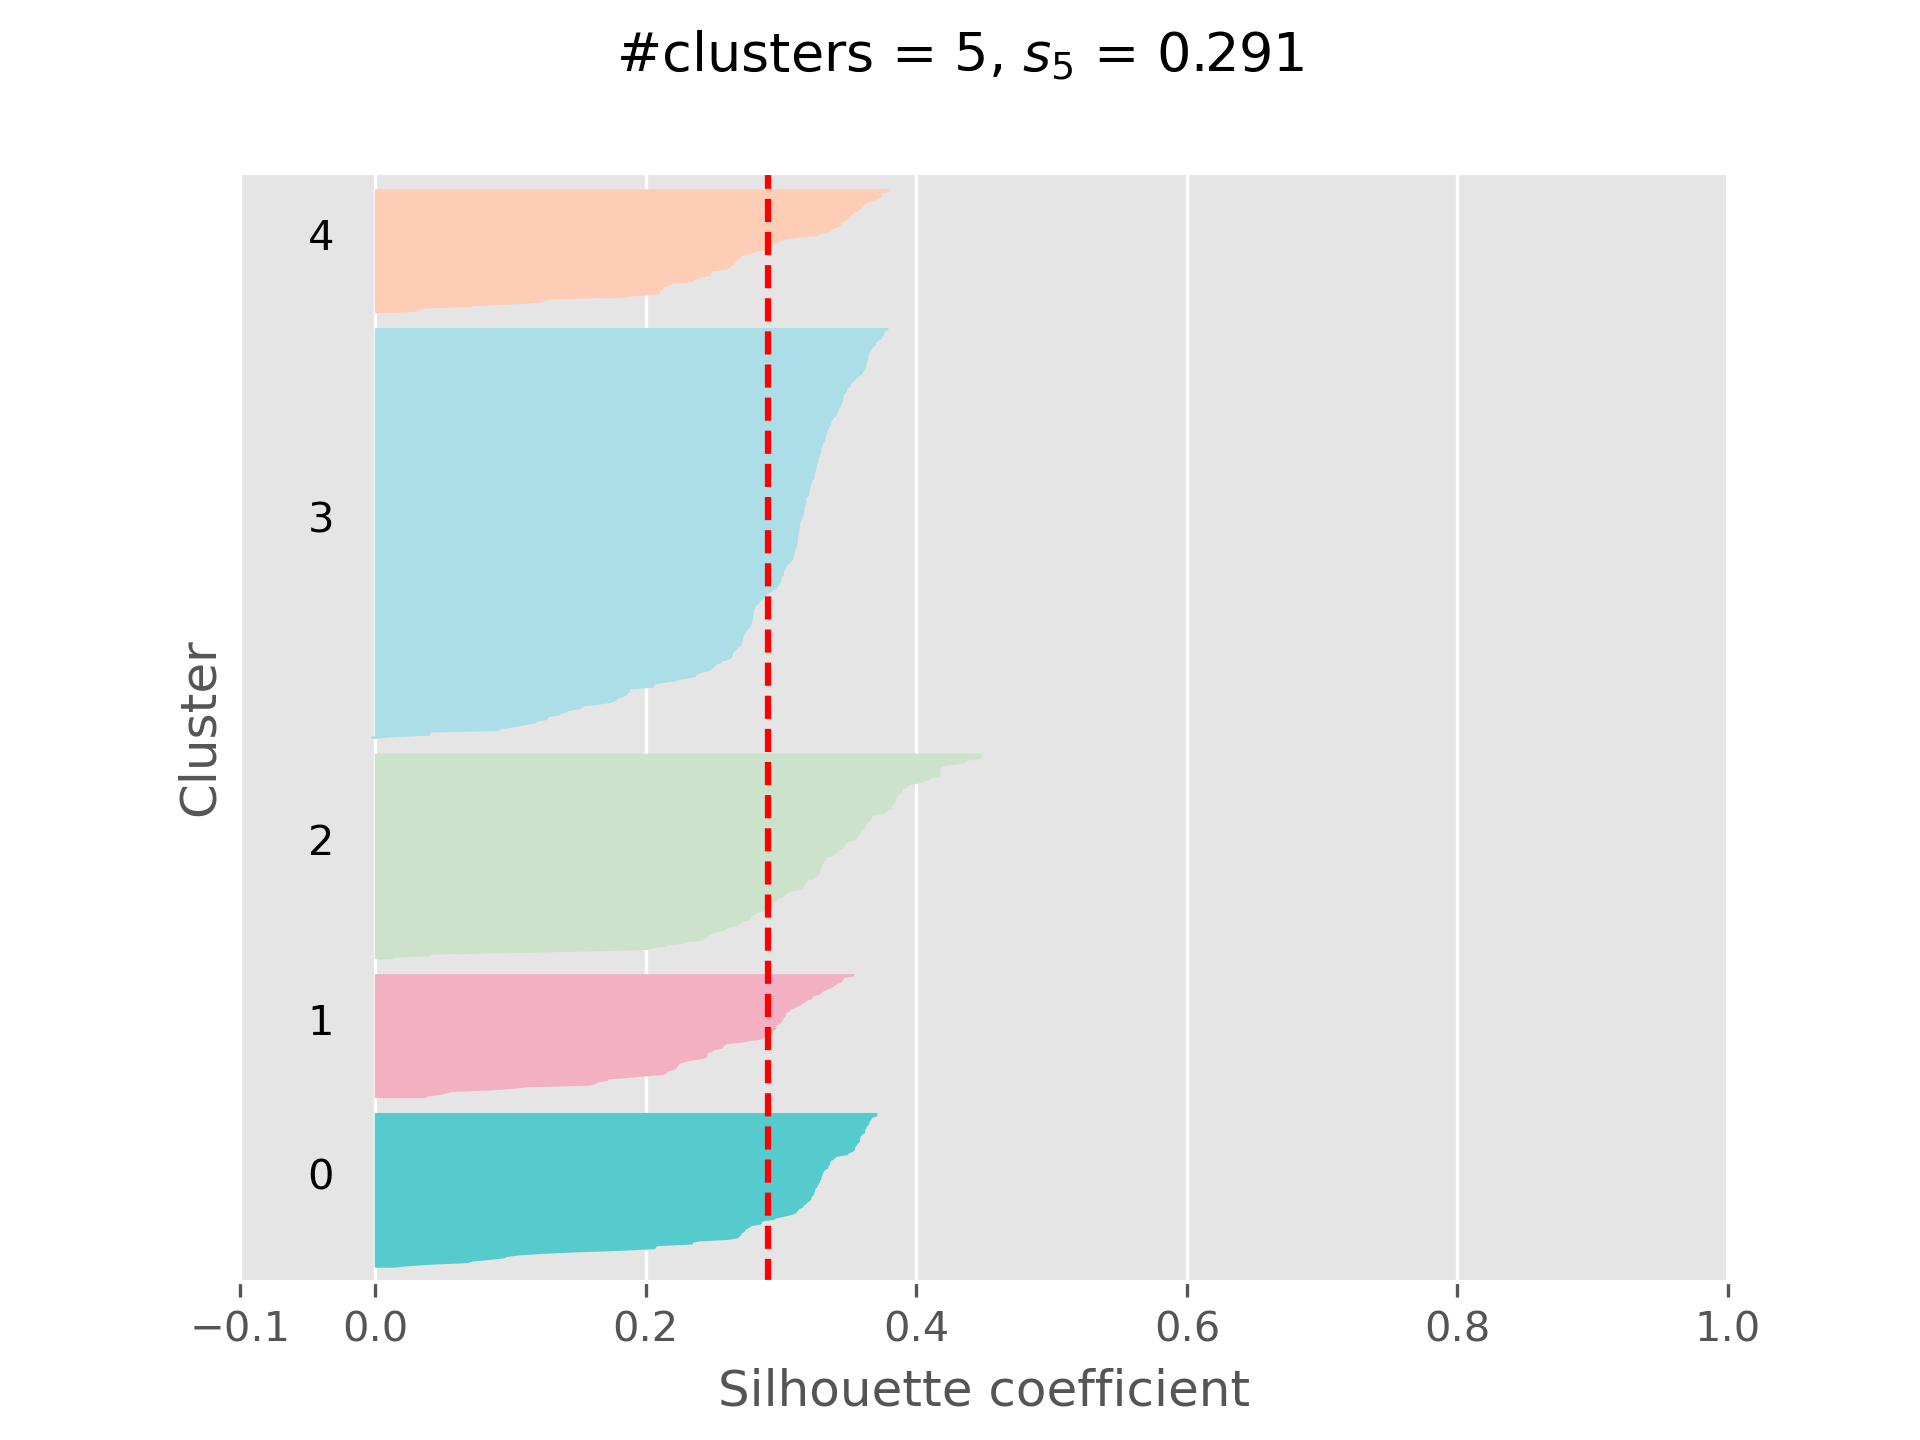 #clusters = 5, s₅ = 0.291
4
3
2
1
0
Cluster
−0.1 0.0 0.2 0.4 0.6 0.8 1.0
Silhouette coefficient